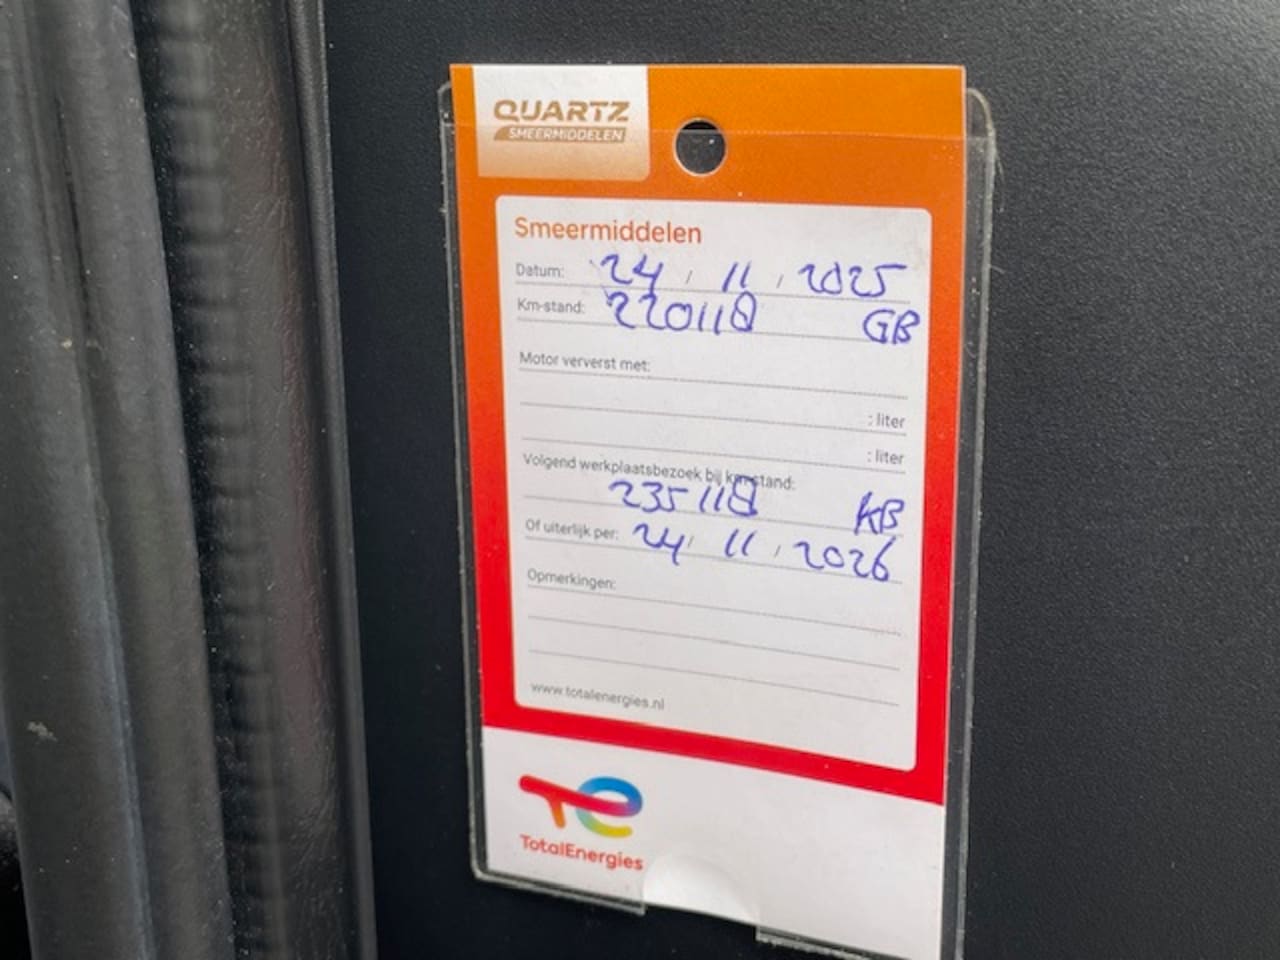 QUARTZ
SMEERMIDDELEN
Smeermiddelen
Datum: 24 / 11 / 2025
Km-stand: 220118 GB
Motor ververst met:
: liter
: liter
Volgend werkplaatsbezoek bij km-stand:
235118 KB
Of uiterlijk per: 24 / 11 / 2026
Opmerkingen:
www.totalenergies.nl
TotalEnergies